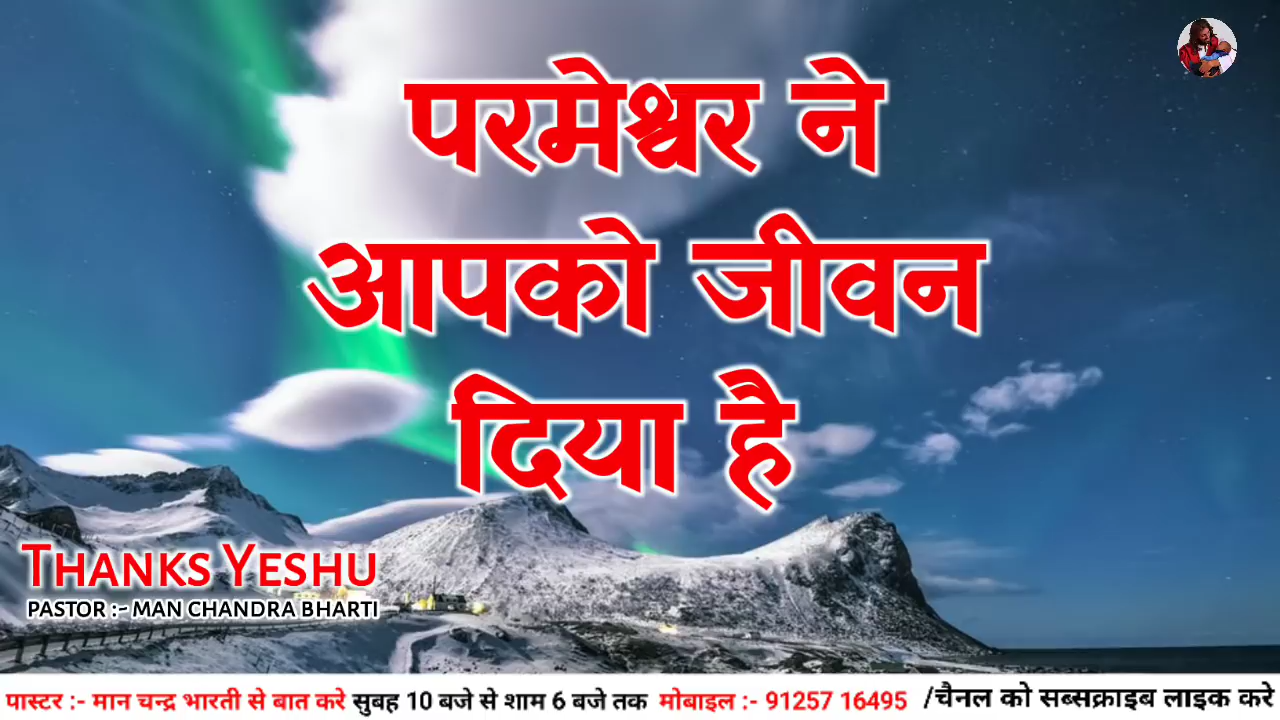 परमेश्वर ने
आपको जीवन
दिया है
THANKS YESHU
PASTOR :- MAN CHANDRA BHARTI
पास्टर :- मान चन्द्र भारती से बात करे सुबह 10 बजे से शाम 6 बजे तक मोबाइल :- 91257 16495 /चैनल को सब्सक्राइब लाइक करे